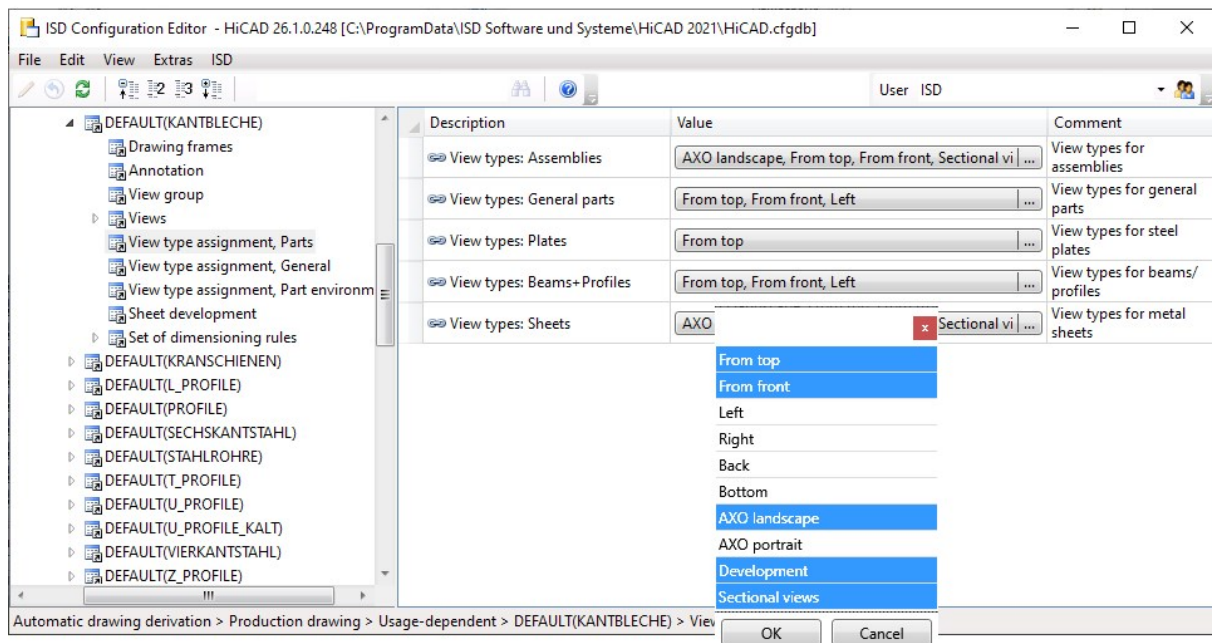 ISD Configuration Editor - HiCAD 26.1.0.248 [C:\ProgramData\ISD Software und Systeme\HiCAD 2021\HiCAD.cfgdb]
File Edit View Extras ISD
User ISD
DEFAULT(KANTBLECHE)
Drawing frames
Annotation
View group
Views
View type assignment, Parts
View type assignment, General
View type assignment, Part environm
Sheet development
Set of dimensioning rules
DEFAULT(KRANSCHIENEN)
DEFAULT(L_PROFILE)
DEFAULT(PROFILE)
DEFAULT(SECHSKANTSTAHL)
DEFAULT(STAHLROHRE)
DEFAULT(T_PROFILE)
DEFAULT(U_PROFILE)
DEFAULT(U_PROFILE_KALT)
DEFAULT(VIERKANTSTAHL)
DEFAULT(Z_PROFILE)
Description Value Comment
View types: Assemblies AXO landscape, From top, From front, Sectional vi ... View types for
assemblies
View types: General parts From top, From front, Left ... View types for general
parts
View types: Plates From top ... View types for steel
plates
View types: Beams+Profiles From top, From front, Left ... View types for beams/
profiles
View types: Sheets AXO x Sectional vi ... View types for metal
sheets
From top
From front
Left
Right
Back
Bottom
AXO landscape
AXO portrait
Development
Sectional views
OK Cancel
Automatic drawing derivation > Production drawing > Usage-dependent > DEFAULT(KANTBLECHE) > View